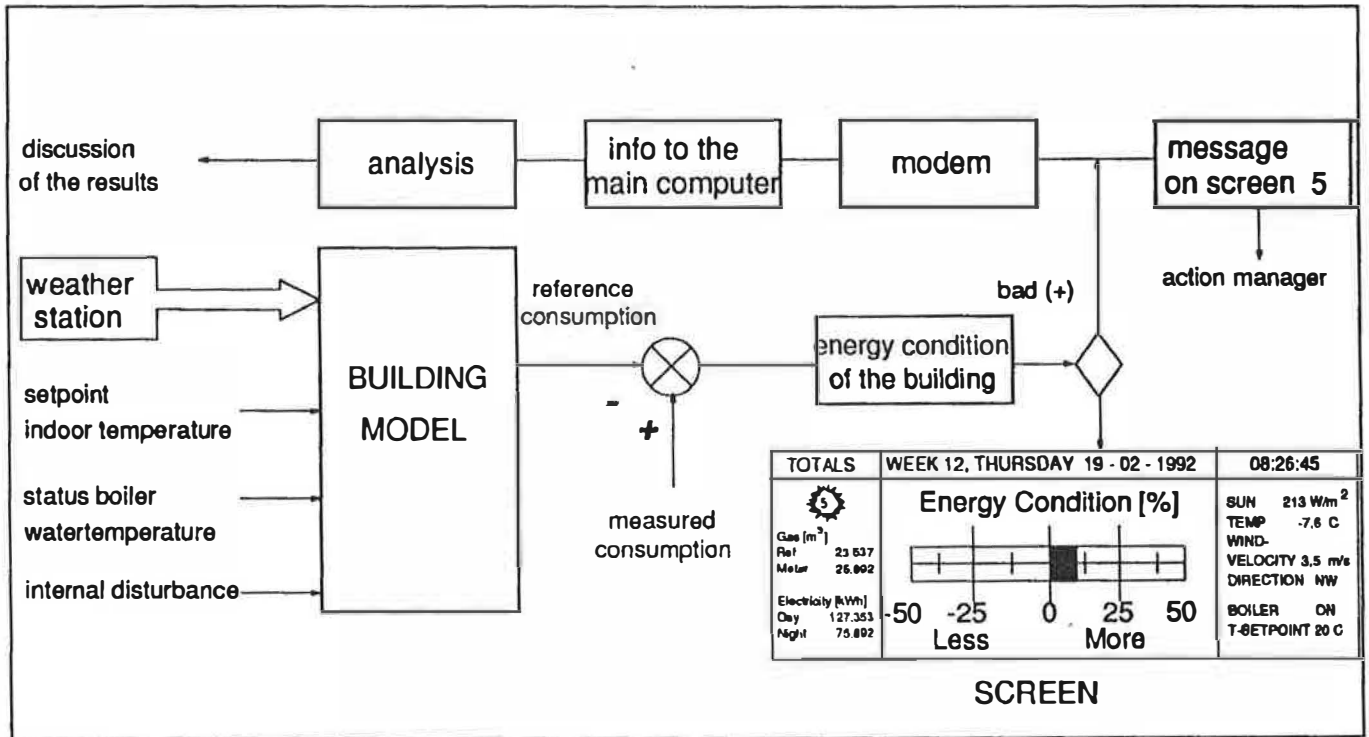 discussion
of the results
analysis
info to the
main computer
modem
message
on screen 5
action manager
weather
station
setpoint
indoor temperature
status boiler
watertemperature
internal disturbance
BUILDING
MODEL
reference
consumption
-
+
measured
consumption
energy condition
of the building
bad (+)
TOTALS
WEEK 12, THURSDAY 19 - 02 - 1992
08:26:45
5
Gas [m³]
Ref 23.537
Meter 25.892
Electricity [kWh]
Day 127.353
Night 75.892
Energy Condition [%]
-50 -25 0 25 50
Less More
SUN 213 W/m²
TEMP -7,6 C
WIND-
VELOCITY 3,5 m/s
DIRECTION NW
BOILER ON
T-SETPOINT 20 C
SCREEN